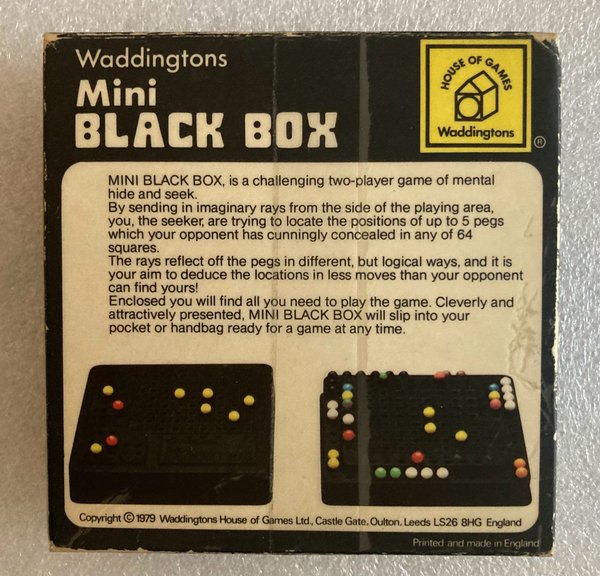 Waddingtons
Mini
BLACK BOX
HOUSE OF GAMES
Waddingtons
®
MINI BLACK BOX, is a challenging two-player game of mental
hide and seek.
By sending in imaginary rays from the side of the playing area,
you, the seeker, are trying to locate the positions of up to 5 pegs
which your opponent has cunningly concealed in any of 64
squares.
The rays reflect off the pegs in different, but logical ways, and it is
your aim to deduce the locations in less moves than your opponent
can find yours!
Enclosed you will find all you need to play the game. Cleverly and
attractively presented, MINI BLACK BOX will slip into your
pocket or handbag ready for a game at any time.
Copyright © 1979 Waddingtons House of Games Ltd., Castle Gate, Oulton, Leeds LS26 8HG England
Printed and made in England